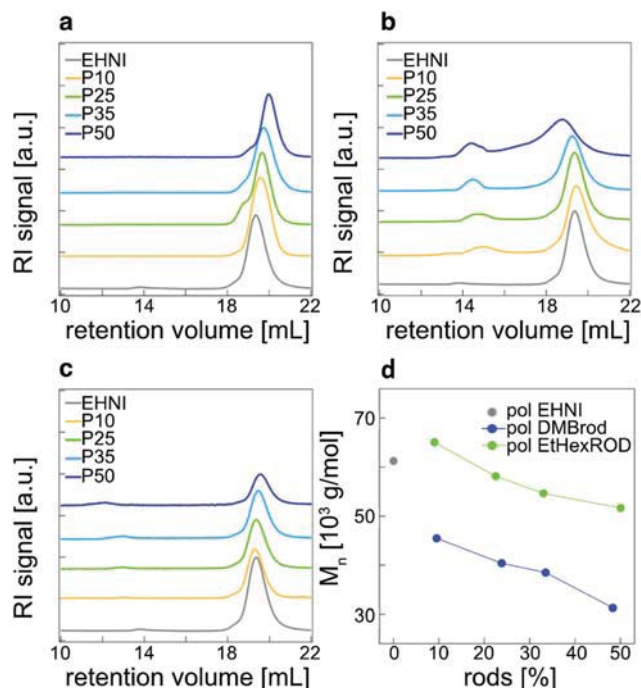 a
EHNI
P10
P25
P35
P50
RI signal [a.u.]
10 14 18 22
retention volume [mL]
b
EHNI
P10
P25
P35
P50
RI signal [a.u.]
10 14 18 22
retention volume [mL]
c
EHNI
P10
P25
P35
P50
RI signal [a.u.]
10 14 18 22
retention volume [mL]
d
pol EHNI
pol DMBrod
pol EtHexROD
Mn [10³ g/mol]
70
50
30
0 10 20 30 40 50
rods [%]